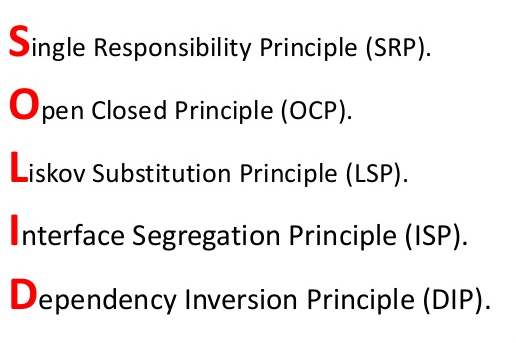 Single Responsibility Principle (SRP).
Open Closed Principle (OCP).
Liskov Substitution Principle (LSP).
Interface Segregation Principle (ISP).
Dependency Inversion Principle (DIP).